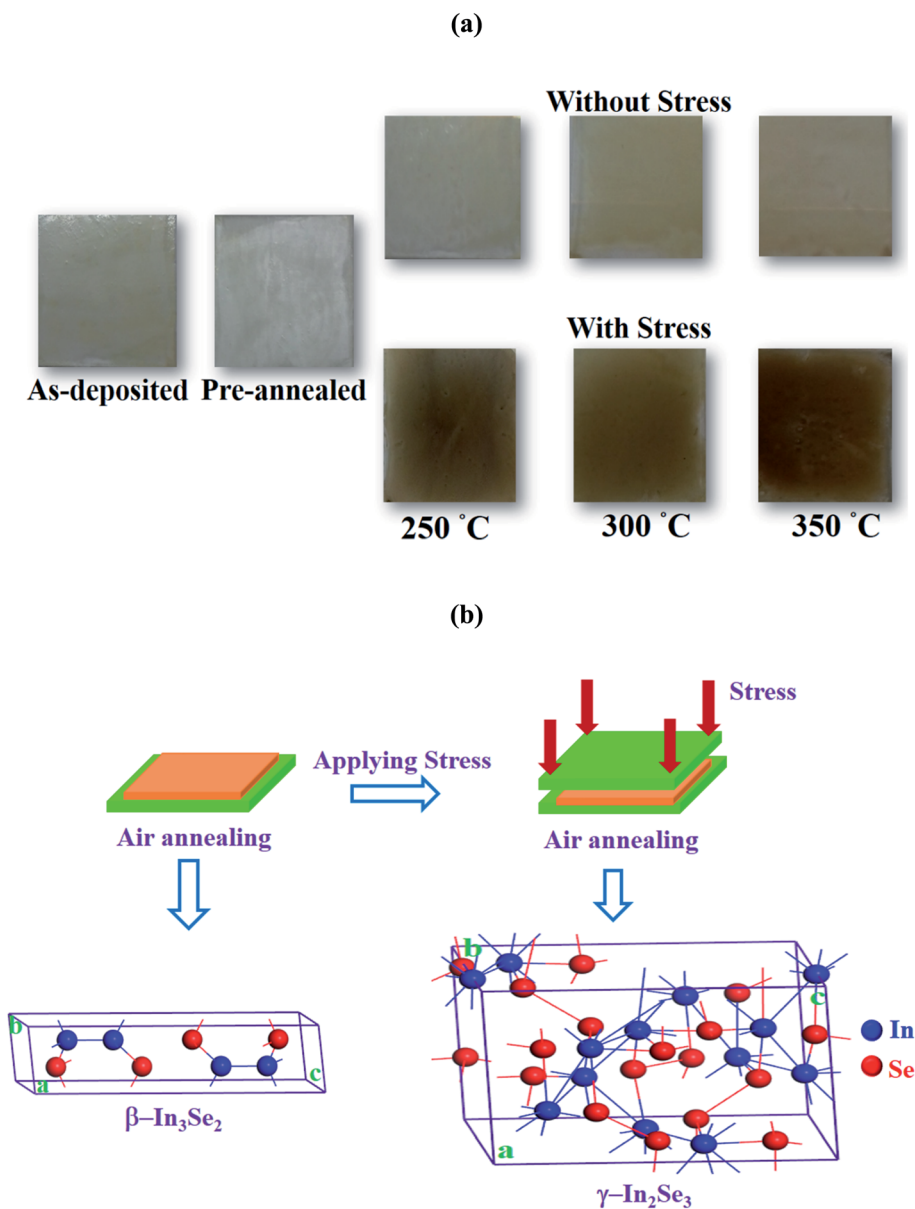 (a)
Without Stress
As-deposited
Pre-annealed
With Stress
250 °C
300 °C
350 °C
(b)
Stress
Applying Stress
Air annealing
Air annealing
b
a
c
β–In₃Se₂
b
c
a
In
Se
γ–In₂Se₃